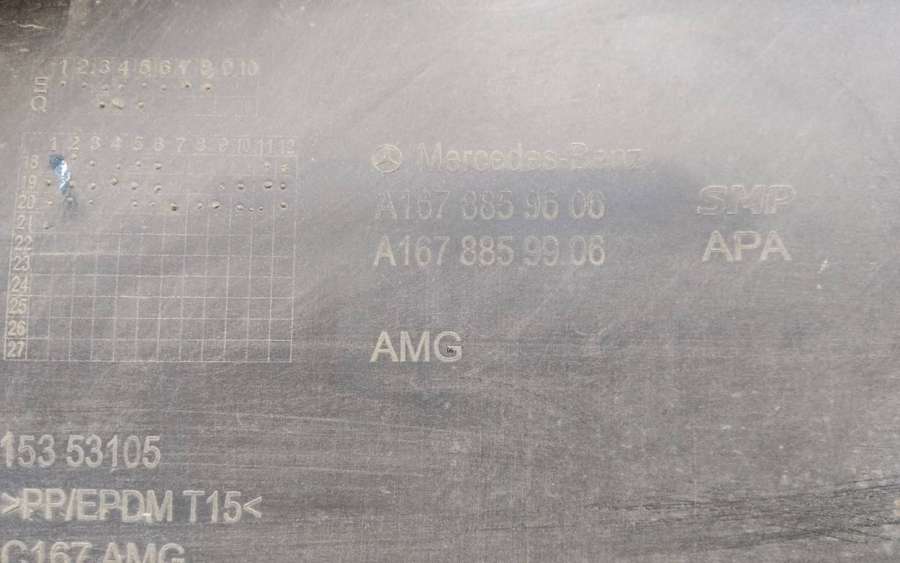 1 2 3 4 5 6 7 8 9 10
E
Q
1 2 3 4 5 6 7 8 9 10 11 12
18
19
20
21
22
23
24
25
26
27
Mercedes-Benz
A167 885 96 06
A167 885 99 06
SMP
APA
AMG
153 53105
>PP/EPDM T15<
C167 AMG